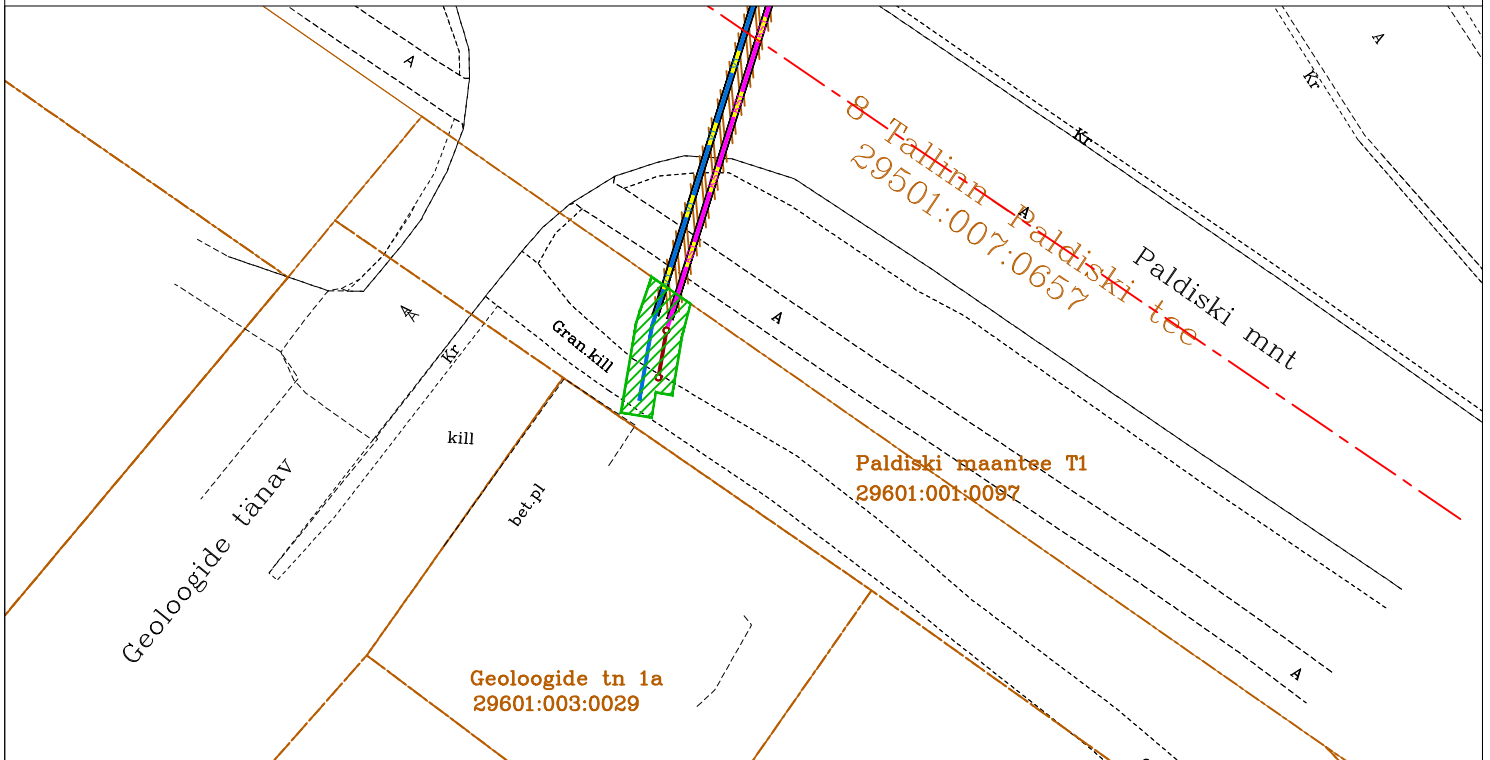 A
A
Kr
Kr
8 Tallinn Paldiski tee
29501:007:0657
A
Paldiski mnt
A
A
A
Kr
Gran.kill
kill
Paldiski maantee T1
29601:001:0097
bet.pl
Geoloogide tänav
Geoloogide tn 1a
29601:003:0029
A